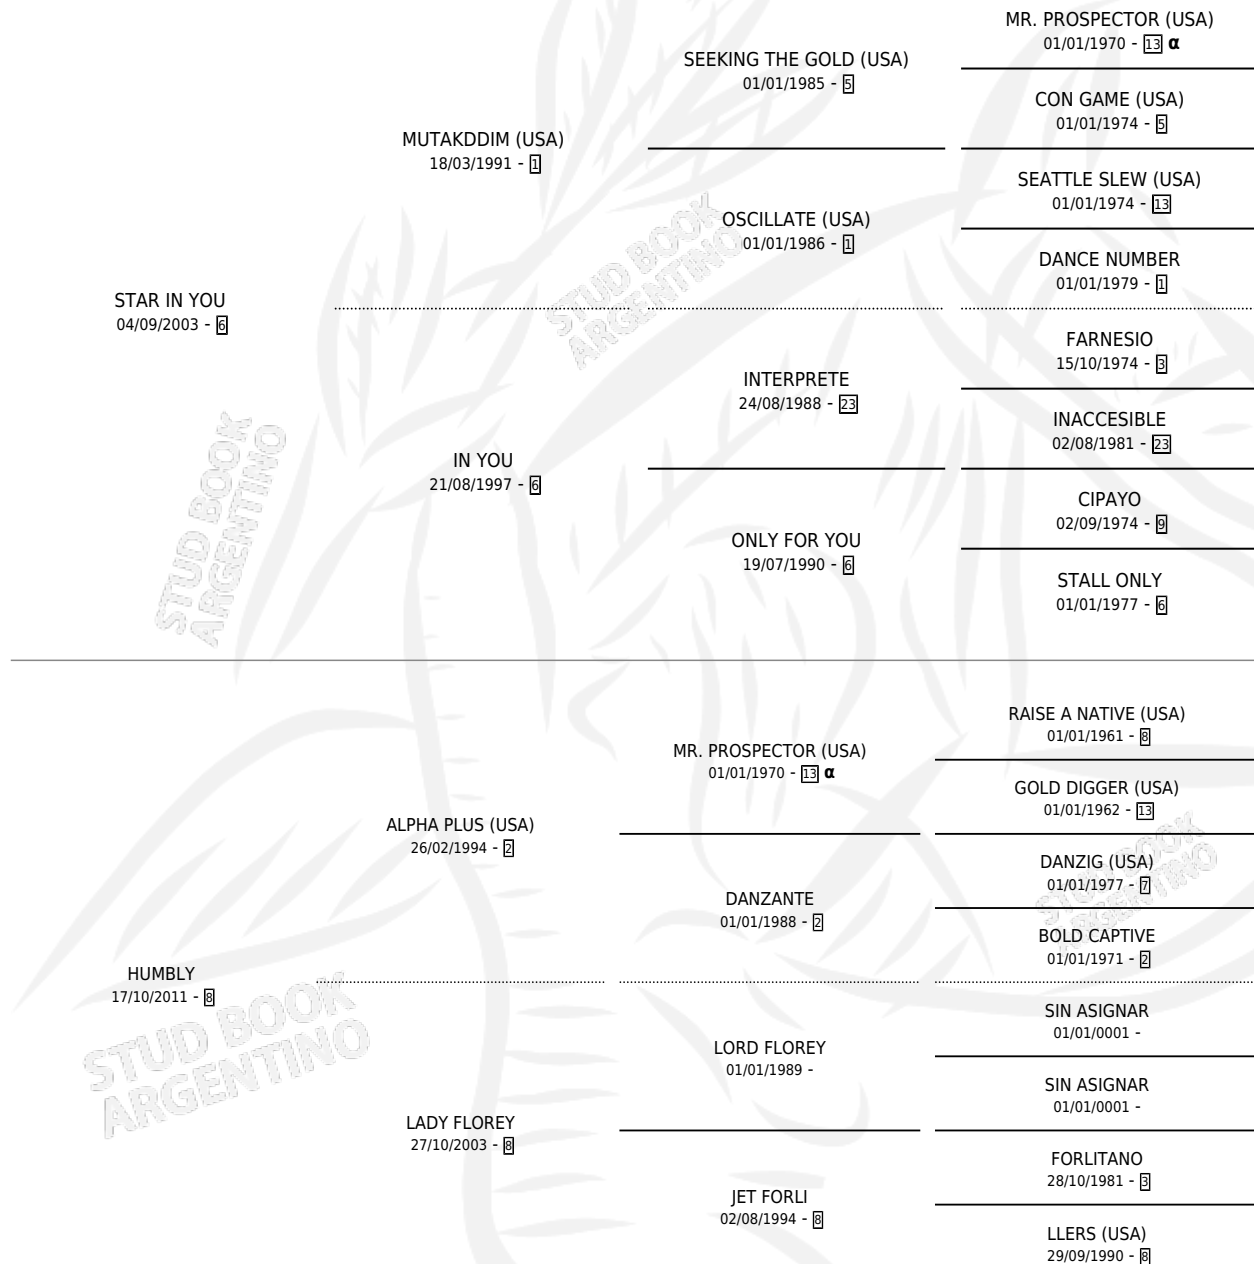 MR. PROSPECTOR (USA)
01/01/1970 - 13 α
SEEKING THE GOLD (USA)
01/01/1985 - 5
CON GAME (USA)
01/01/1974 - 5
MUTAKDDIM (USA)
18/03/1991 - 1
SEATTLE SLEW (USA)
01/01/1974 - 13
OSCILLATE (USA)
01/01/1986 - 1
DANCE NUMBER
01/01/1979 - 1
STAR IN YOU
04/09/2003 - 6
FARNESIO
15/10/1974 - 3
INTERPRETE
24/08/1988 - 23
INACCESIBLE
02/08/1981 - 23
IN YOU
21/08/1997 - 6
CIPAYO
02/09/1974 - 9
ONLY FOR YOU
19/07/1990 - 6
STALL ONLY
01/01/1977 - 6
RAISE A NATIVE (USA)
01/01/1961 - 8
MR. PROSPECTOR (USA)
01/01/1970 - 13 α
GOLD DIGGER (USA)
01/01/1962 - 13
ALPHA PLUS (USA)
26/02/1994 - 2
DANZIG (USA)
01/01/1977 - 7
DANZANTE
01/01/1988 - 2
BOLD CAPTIVE
01/01/1971 - 2
HUMBLY
17/10/2011 - 8
SIN ASIGNAR
01/01/0001 -
LORD FLOREY
01/01/1989 -
SIN ASIGNAR
01/01/0001 -
LADY FLOREY
27/10/2003 - 8
FORLITANO
28/10/1981 - 3
JET FORLI
02/08/1994 - 8
LLERS (USA)
29/09/1990 - 8
STUD BOOK
ARGENTINO
STUD BOOK
ARGENTINO
STUD BOOK
ARGENTINO
STUD BOOK
ARGENTINO